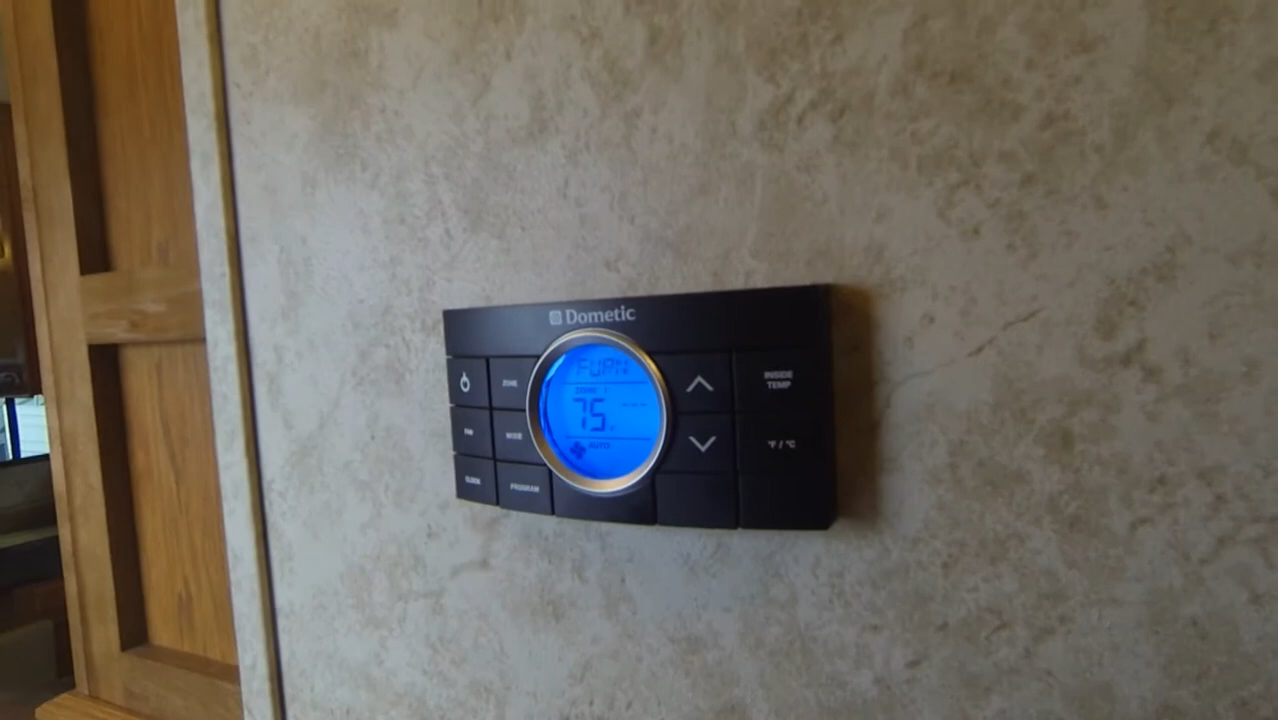 Dometic
ZONE
FAN
MODE
CLOCK
PROGRAM
FURN
ZONE 1
75
AUTO
INSIDE
TEMP
°F / °C